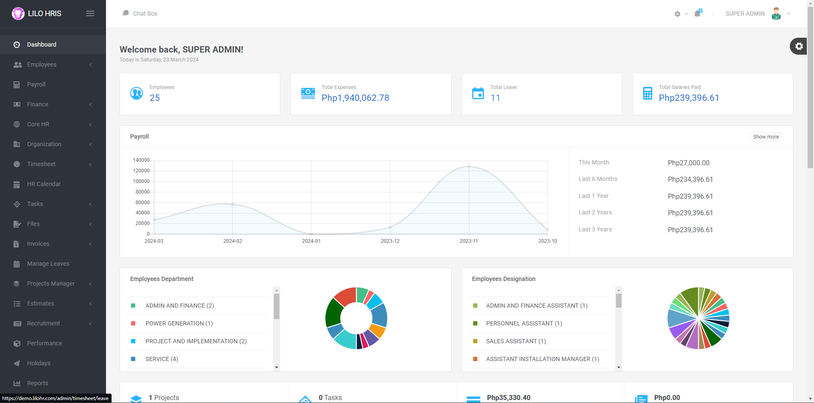 LILO HRIS
Chat Box
SUPER ADMIN
Dashboard
Employees
Payroll
Finance
Core HR
Organization
Timesheet
HR Calendar
Tasks
Files
Invoices
Manage Leaves
Projects Manager
Estimates
Recruitment
Performance
Holidays
Reports
https://demo.lilohr.com/admin/timesheet/leave
Welcome back, SUPER ADMIN!
Today is Saturday, 23 March 2024
Employees
25
Total Expenses
Php1,940,062.78
Total Leave
11
Total Salaries Paid
Php239,396.61
Payroll
Show more
140000
120000
100000
80000
60000
40000
20000
0
2024-03
2024-02
2024-01
2023-12
2023-11
2023-10
This Month
Php27,000.00
Last 6 Months
Php234,396.61
Last 1 Year
Php239,396.61
Last 2 Years
Php239,396.61
Last 3 Years
Php239,396.61
Employees Department
ADMIN AND FINANCE (2)
POWER GENERATION (1)
PROJECT AND IMPLEMENTATION (2)
SERVICE (4)
Employees Designation
ADMIN AND FINANCE ASSISTANT (1)
PERSONNEL ASSISTANT (1)
SALES ASSISTANT (1)
ASSISTANT INSTALLATION MANAGER (1)
1 Projects
0 Tasks
Php35,330.40
Php0.00